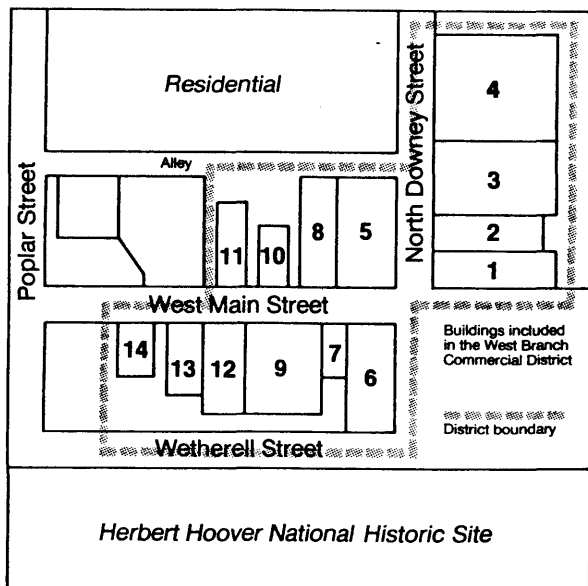 Residential
North Downey Street
4
3
2
1
Alley
Poplar Street
11
10
8
5
West Main Street
14
13
12
9
7
6
Buildings included
in the West Branch
Commercial District
District boundary
Wetherell Street
Herbert Hoover National Historic Site